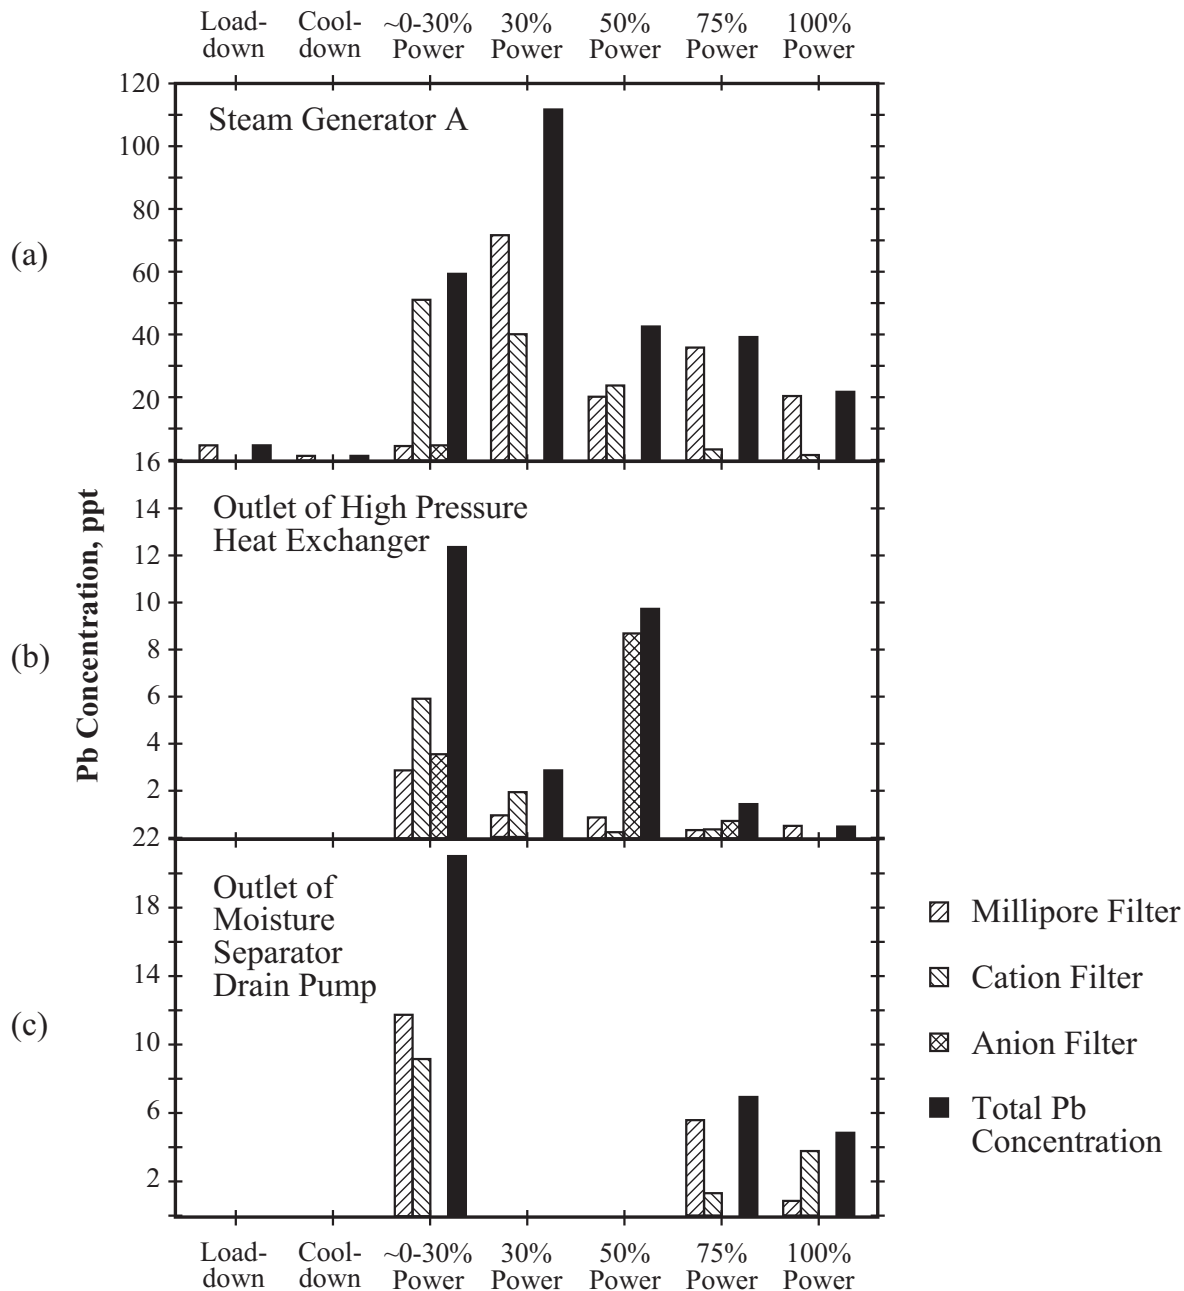 Load-
down
Cool-
down
~0-30%
Power
30%
Power
50%
Power
75%
Power
100%
Power
(a)
Steam Generator A
120
100
80
60
40
20
16
Pb Concentration, ppt
(b)
Outlet of High Pressure
Heat Exchanger
14
12
10
8
6
4
2
22
(c)
Outlet of
Moisture
Separator
Drain Pump
18
14
10
6
2
Load-
down
Cool-
down
~0-30%
Power
30%
Power
50%
Power
75%
Power
100%
Power
Millipore Filter
Cation Filter
Anion Filter
Total Pb
Concentration